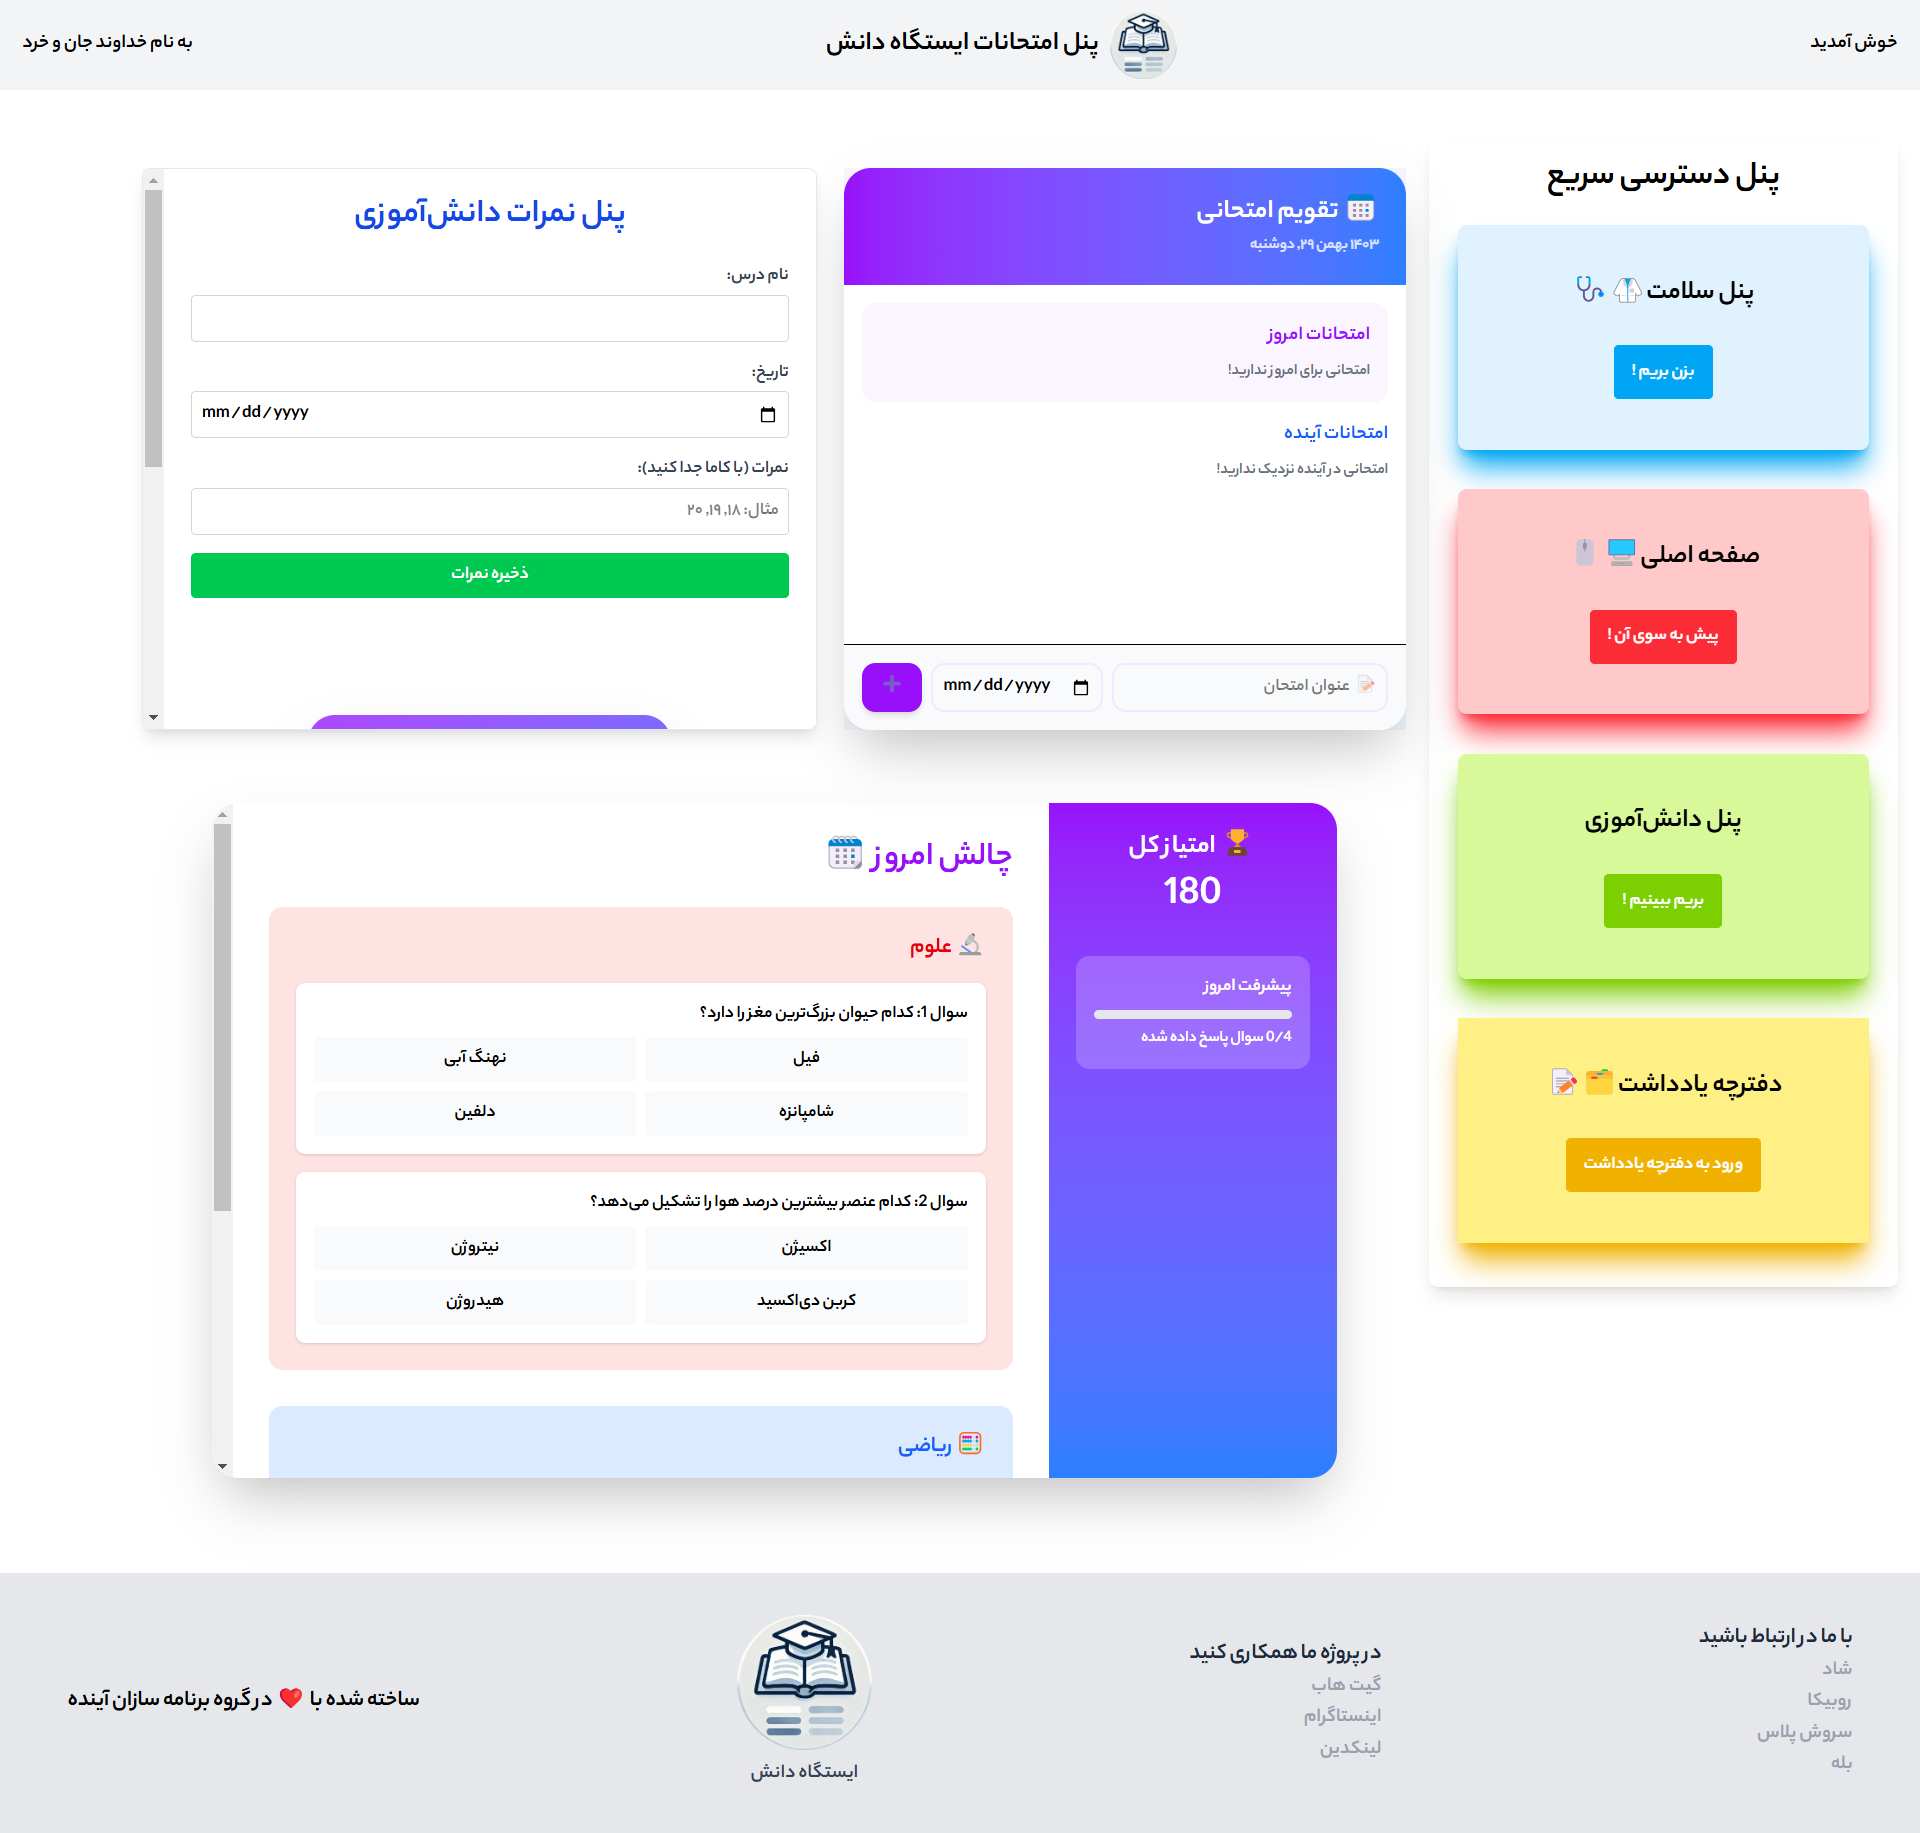 خوش آمدید
پنل امتحانات ایستگاه دانش
به نام خداوند جان و خرد
پنل دسترسی سریع
پنل سلامت
بزن بریم !
صفحه اصلی
پیش به سوی آن !
پنل دانش‌آموزی
بریم ببینیم !
دفترچه یادداشت
ورود به دفترچه یادداشت
تقویم امتحانی
۱۴۰۳ بهمن ۲۹, دوشنبه
امتحانات امروز
امتحانی برای امروز ندارید!
امتحانات آینده
امتحانی در آینده نزدیک ندارید!
عنوان امتحان
mm/dd/yyyy
+
پنل نمرات دانش‌آموزی
نام درس:
تاریخ:
mm/dd/yyyy
نمرات (با کاما جدا کنید):
مثال: ۱۸, ۱۹, ۲۰
ذخیره نمرات
امتیاز کل
180
پیشرفت امروز
0/4 سوال پاسخ داده شده
چالش امروز
علوم
سوال 1: کدام حیوان بزرگ‌ترین مغز را دارد؟
فیل
نهنگ آبی
شامپانزه
دلفین
سوال 2: کدام عنصر بیشترین درصد هوا را تشکیل می‌دهد؟
اکسیژن
نیتروژن
کربن دی‌اکسید
هیدروژن
ریاضی
با ما در ارتباط باشید
شاد
روبیکا
سروش پلاس
بله
در پروژه ما همکاری کنید
گیت هاب
اینستاگرام
لینکدین
ایستگاه دانش
ساخته شده با ❤️ در گروه برنامه سازان آینده